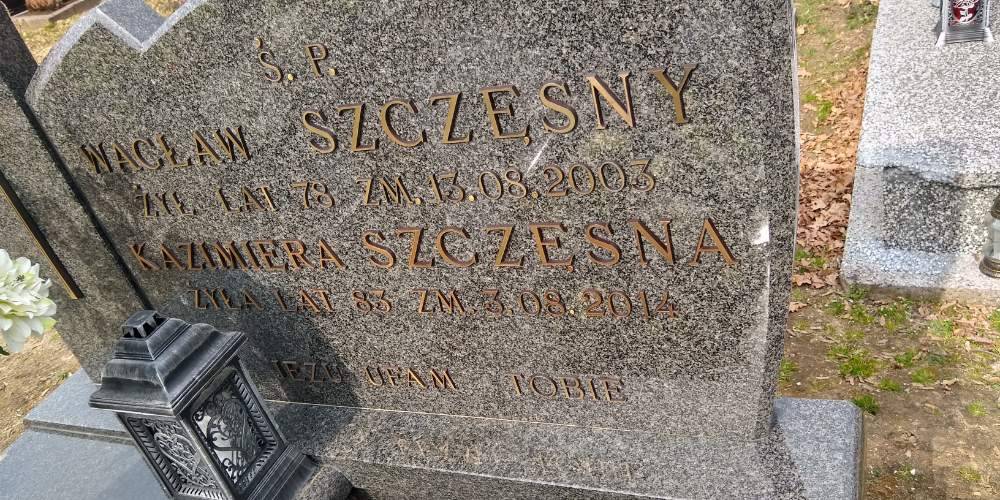 Ś. P.
WACŁAW SZCZĘSNY
ŻYŁ LAT 78 ZM. 13.08.2003
KAZIMIERA SZCZĘSNA
ŻYŁA LAT 83 ZM. 3.08.2014
JEZU UFAM TOBIE